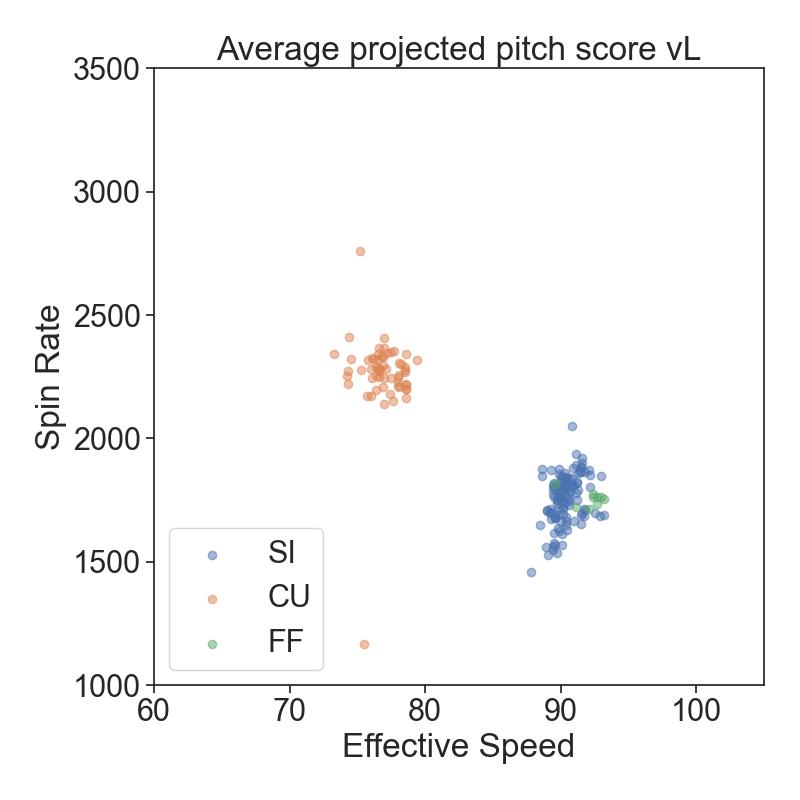 Average projected pitch score vL
3500
3000
2500
2000
1500
1000
Spin Rate
SI
CU
FF
60 70 80 90 100
Effective Speed